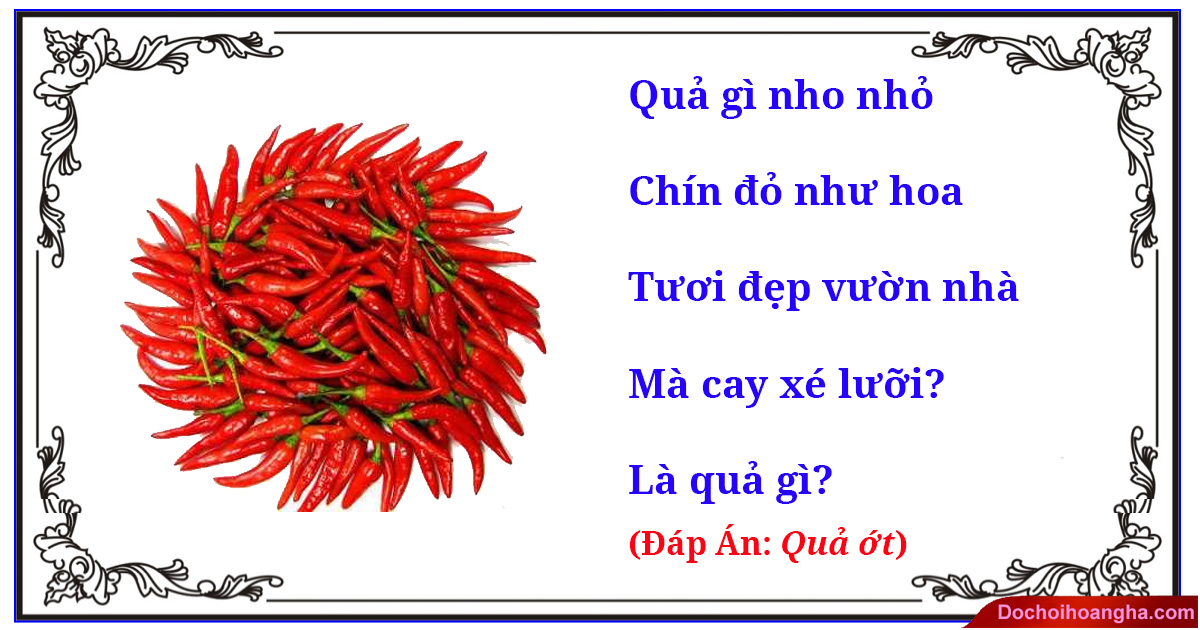 Quả gì nho nhỏ
Chín đỏ như hoa
Tươi đẹp vườn nhà
Mà cay xé lưỡi?
Là quả gì?
(Đáp Án: Quả ớt)
Dochoihoangha.com